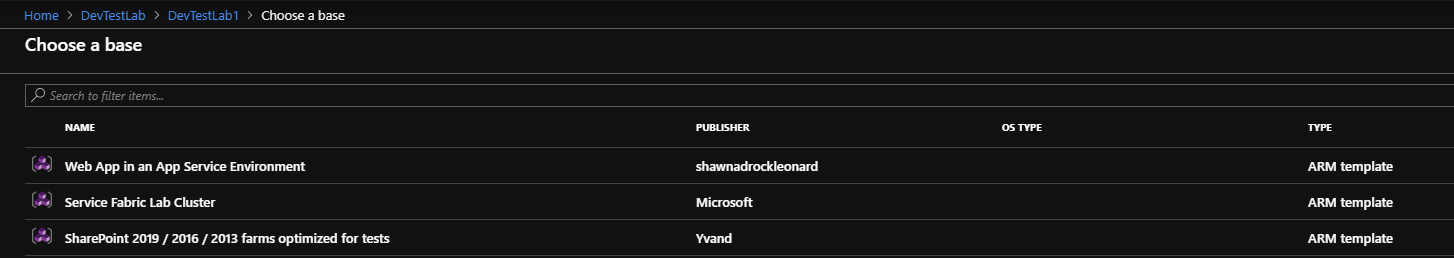 Home > DevTestLab > DevTestLab1 > Choose a base
Choose a base
Search to filter items...
NAME PUBLISHER OS TYPE TYPE
Web App in an App Service Environment shawnadrockleonard ARM template
Service Fabric Lab Cluster Microsoft ARM template
SharePoint 2019 / 2016 / 2013 farms optimized for tests Yvand ARM template